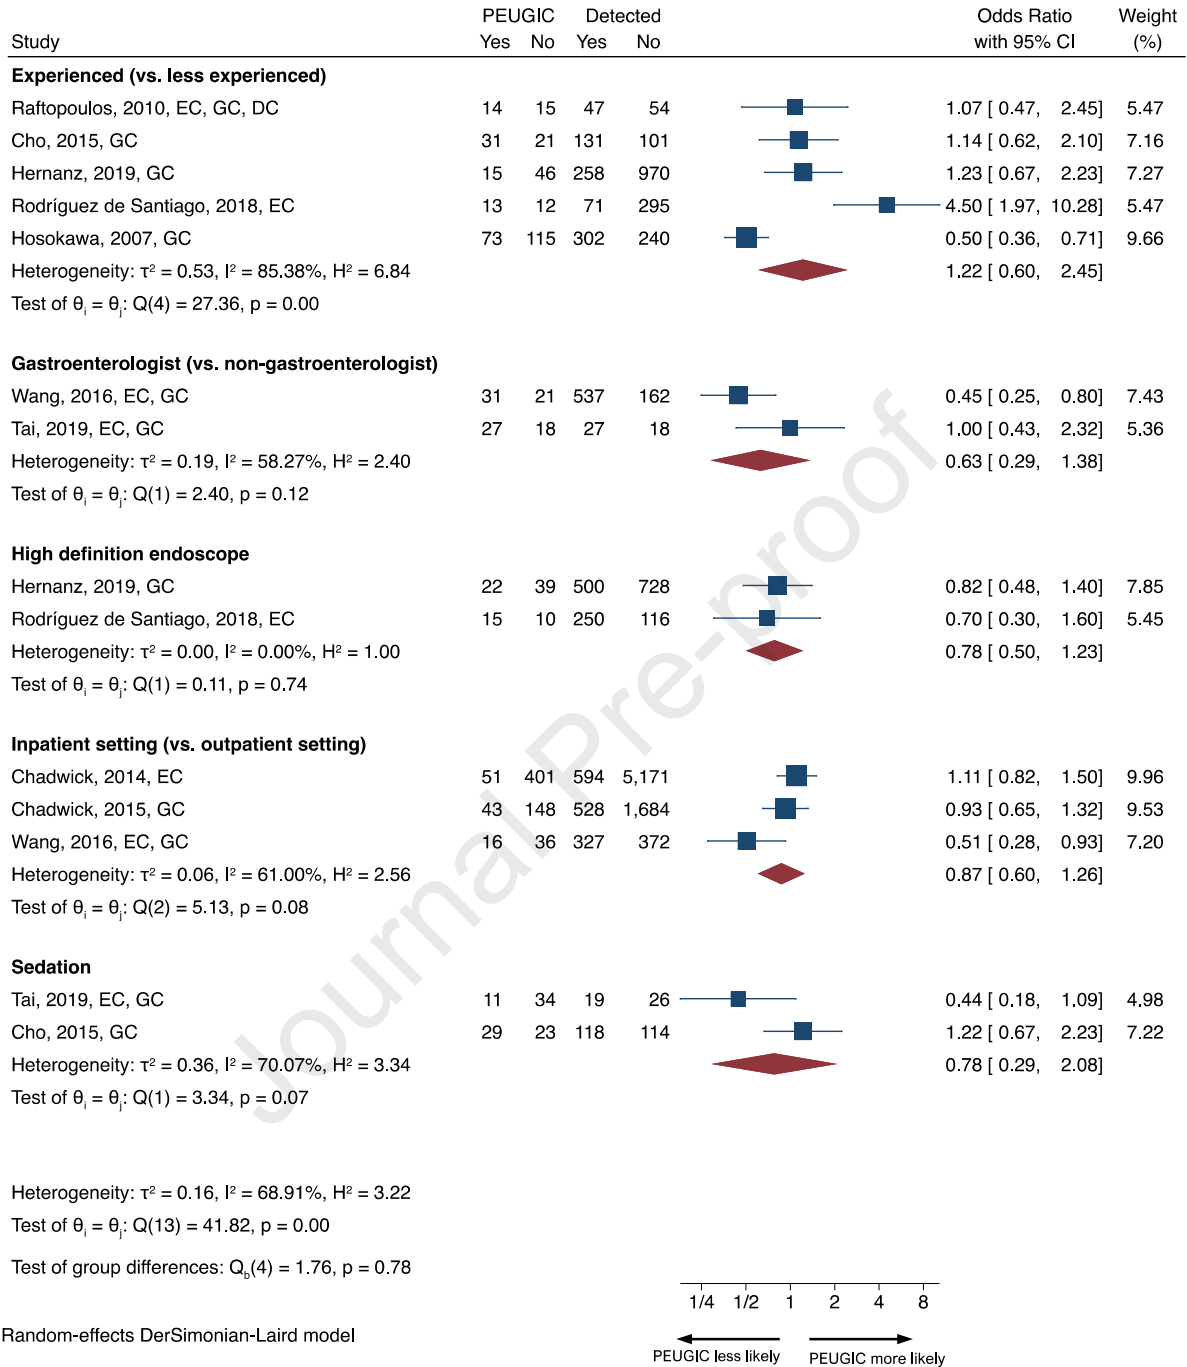 PEUGIC Detected Odds Ratio Weight
Study Yes No Yes No with 95% CI (%)
Experienced (vs. less experienced)
Raftopoulos, 2010, EC, GC, DC 14 15 47 54 1.07 [ 0.47, 2.45] 5.47
Cho, 2015, GC 31 21 131 101 1.14 [ 0.62, 2.10] 7.16
Hernanz, 2019, GC 15 46 258 970 1.23 [ 0.67, 2.23] 7.27
Rodríguez de Santiago, 2018, EC 13 12 71 295 4.50 [ 1.97, 10.28] 5.47
Hosokawa, 2007, GC 73 115 302 240 0.50 [ 0.36, 0.71] 9.66
Heterogeneity: τ² = 0.53, I² = 85.38%, H² = 6.84 1.22 [ 0.60, 2.45]
Test of θᵢ = θⱼ: Q(4) = 27.36, p = 0.00
Gastroenterologist (vs. non-gastroenterologist)
Wang, 2016, EC, GC 31 21 537 162 0.45 [ 0.25, 0.80] 7.43
Tai, 2019, EC, GC 27 18 27 18 1.00 [ 0.43, 2.32] 5.36
Heterogeneity: τ² = 0.19, I² = 58.27%, H² = 2.40 0.63 [ 0.29, 1.38]
Test of θᵢ = θⱼ: Q(1) = 2.40, p = 0.12
High definition endoscope
Hernanz, 2019, GC 22 39 500 728 0.82 [ 0.48, 1.40] 7.85
Rodríguez de Santiago, 2018, EC 15 10 250 116 0.70 [ 0.30, 1.60] 5.45
Heterogeneity: τ² = 0.00, I² = 0.00%, H² = 1.00 0.78 [ 0.50, 1.23]
Test of θᵢ = θⱼ: Q(1) = 0.11, p = 0.74
Inpatient setting (vs. outpatient setting)
Chadwick, 2014, EC 51 401 594 5,171 1.11 [ 0.82, 1.50] 9.96
Chadwick, 2015, GC 43 148 528 1,684 0.93 [ 0.65, 1.32] 9.53
Wang, 2016, EC, GC 16 36 327 372 0.51 [ 0.28, 0.93] 7.20
Heterogeneity: τ² = 0.06, I² = 61.00%, H² = 2.56 0.87 [ 0.60, 1.26]
Test of θᵢ = θⱼ: Q(2) = 5.13, p = 0.08
Sedation
Tai, 2019, EC, GC 11 34 19 26 0.44 [ 0.18, 1.09] 4.98
Cho, 2015, GC 29 23 118 114 1.22 [ 0.67, 2.23] 7.22
Heterogeneity: τ² = 0.36, I² = 70.07%, H² = 3.34 0.78 [ 0.29, 2.08]
Test of θᵢ = θⱼ: Q(1) = 3.34, p = 0.07
Heterogeneity: τ² = 0.16, I² = 68.91%, H² = 3.22
Test of θᵢ = θⱼ: Q(13) = 41.82, p = 0.00
Test of group differences: Q_b(4) = 1.76, p = 0.78
1/4 1/2 1 2 4 8
Random-effects DerSimonian-Laird model
PEUGIC less likely PEUGIC more likely
Journal Pre-proof